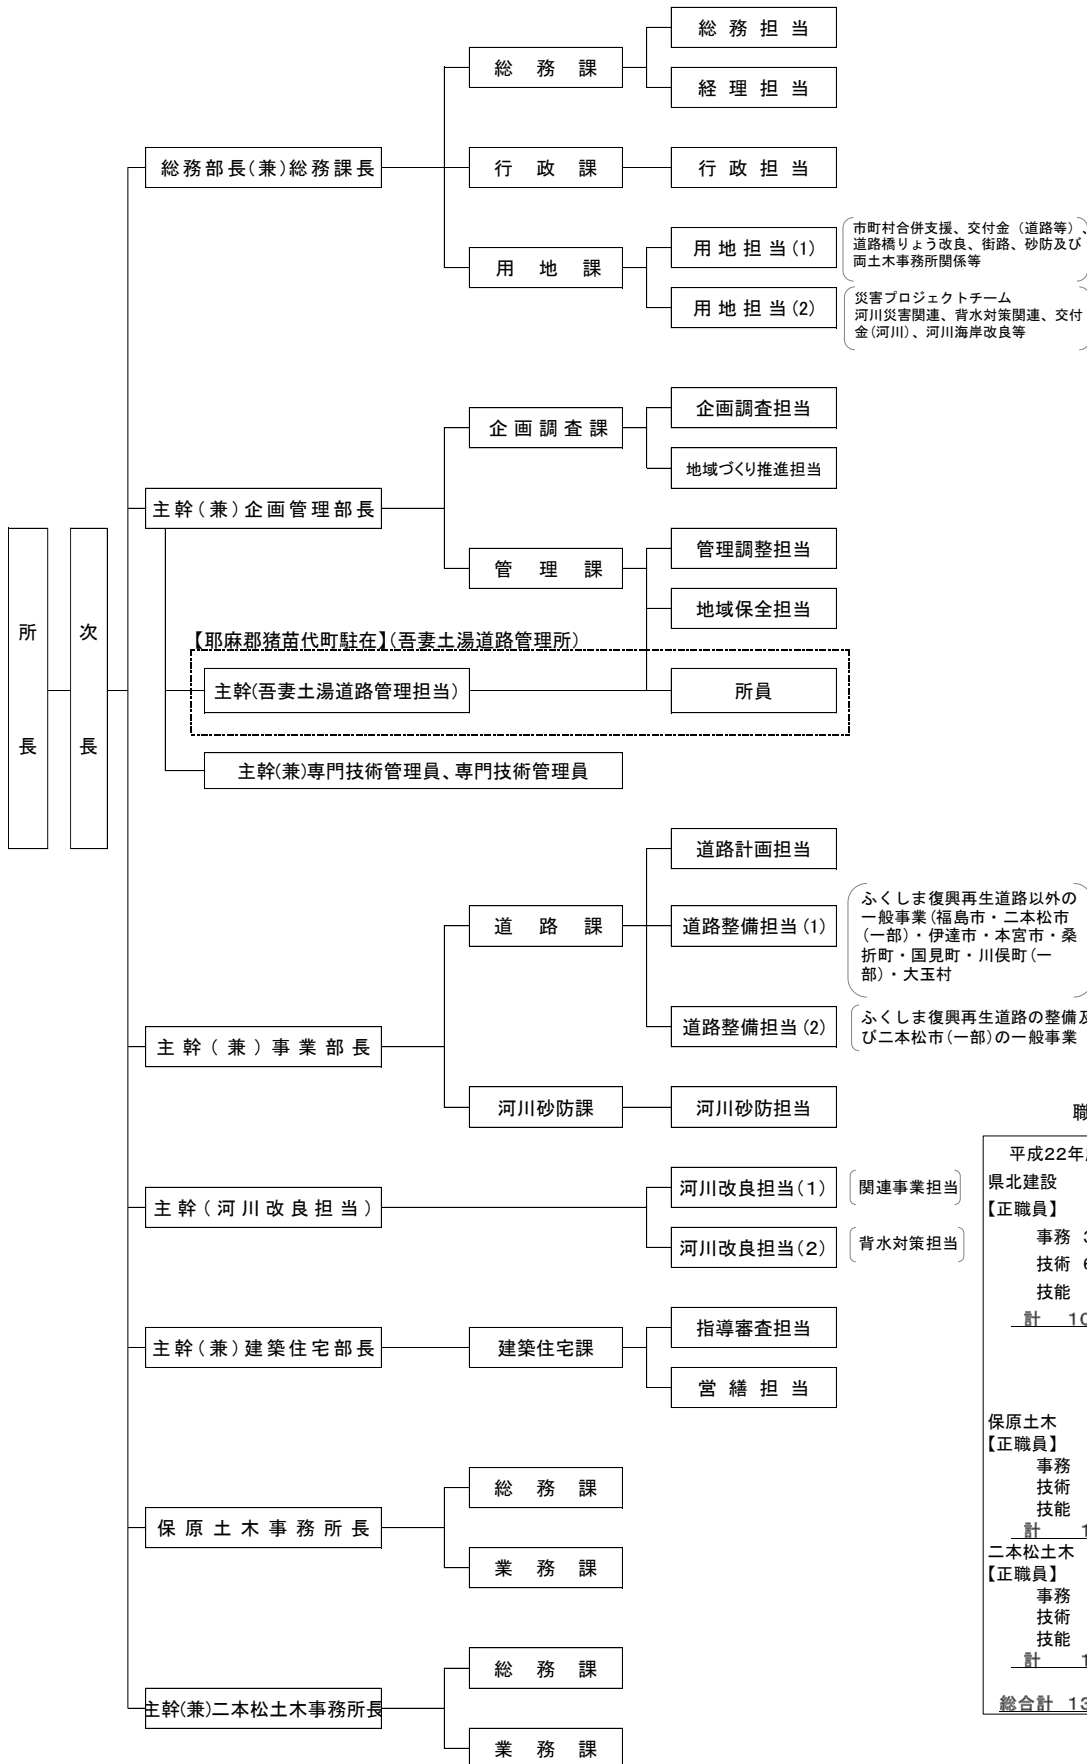 所長
次長
総務部長(兼)総務課長
総務課
総務担当
経理担当
行政課
行政担当
用地課
用地担当(1)
市町村合併支援、交付金（道路等）、
道路橋りょう改良、街路、砂防及び
両土木事務所関係等
用地担当(2)
災害プロジェクトチーム
河川災害関連、背水対策関連、交付
金(河川)、河川海岸改良等
主幹(兼)企画管理部長
企画調査課
企画調査担当
地域づくり推進担当
管理課
管理調整担当
地域保全担当
【耶麻郡猪苗代町駐在】(吾妻土湯道路管理所)
主幹(吾妻土湯道路管理担当)
所員
主幹(兼)専門技術管理員、専門技術管理員
主幹(兼)事業部長
道路課
道路計画担当
道路整備担当(1)
ふくしま復興再生道路以外の
一般事業(福島市・二本松市
(一部)・伊達市・本宮市・桑
折町・国見町・川俣町(一
部)・大玉村
道路整備担当(2)
ふくしま復興再生道路の整備及
び二本松市(一部)の一般事業
河川砂防課
河川砂防担当
主幹(河川改良担当)
河川改良担当(1)
関連事業担当
河川改良担当(2)
背水対策担当
主幹(兼)建築住宅部長
建築住宅課
指導審査担当
営繕担当
保原土木事務所長
総務課
業務課
主幹(兼)二本松土木事務所長
総務課
業務課
職
平成22年
県北建設
【正職員】
事務 3
技術 6
技能
計 10
保原土木
【正職員】
事務
技術
技能
計 1
二本松土木
【正職員】
事務
技術
技能
計 1
総合計 13